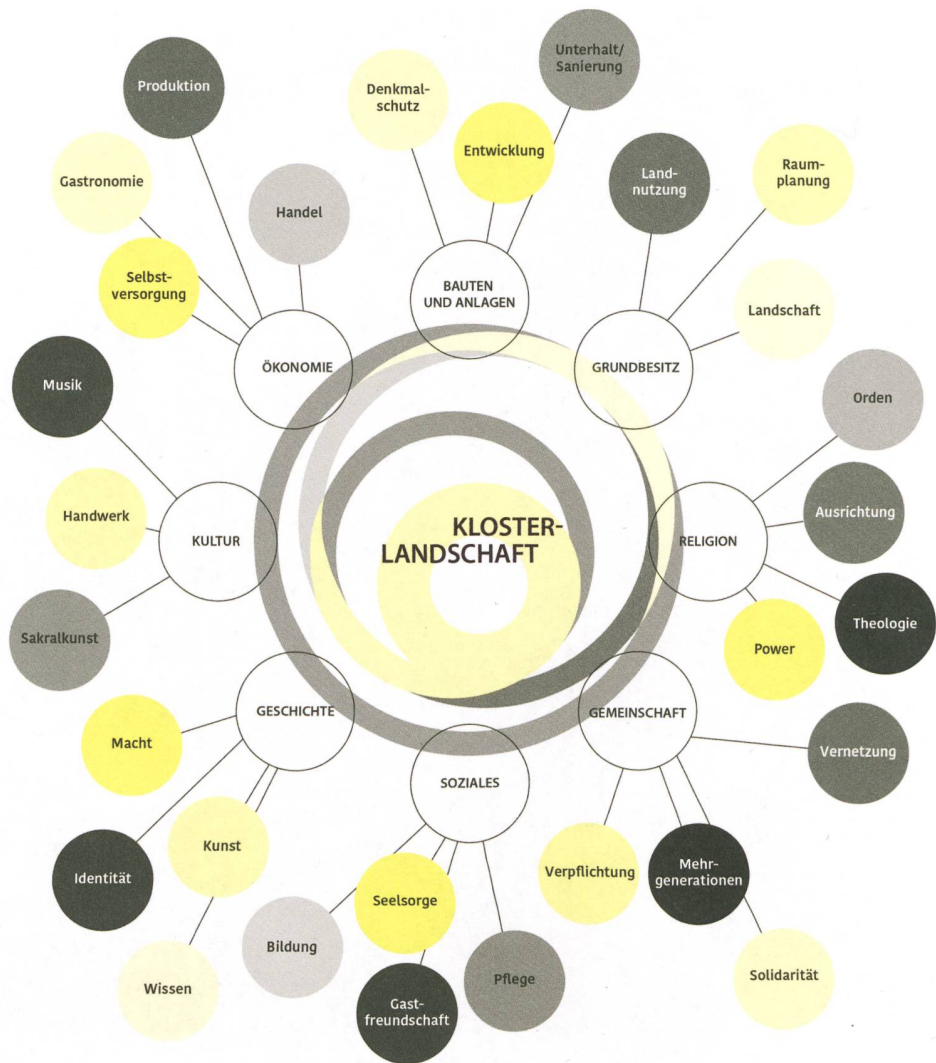 Unterhalt/
Sanierung
Produktion
Denkmal-
schutz
Entwicklung
Gastronomie
Land-
nutzung
Raum-
planung
Handel
Selbst-
versorgung
BAUTEN
UND ANLAGEN
Landschaft
ÖKONOMIE
GRUNDBESITZ
Musik
Orden
Handwerk
Ausrichtung
KULTUR
KLOSTER-
LANDSCHAFT
RELIGION
Sakralkunst
Theologie
Power
GESCHICHTE
GEMEINSCHAFT
Macht
Vernetzung
SOZIALES
Kunst
Identität
Verpflichtung
Mehr-
generationen
Seelsorge
Bildung
Wissen
Pflege
Solidarität
Gast-
freundschaft